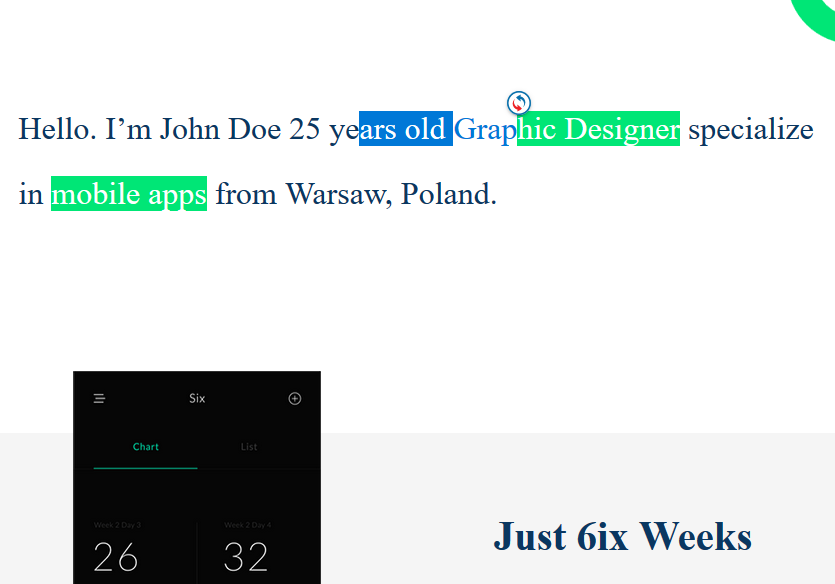 Hello. I’m John Doe 25 years old Graphic Designer specialize
in mobile apps from Warsaw, Poland.
Six
Chart List
Week 2 Day 3 Week 2 Day 4
26 32
Just 6ix Weeks